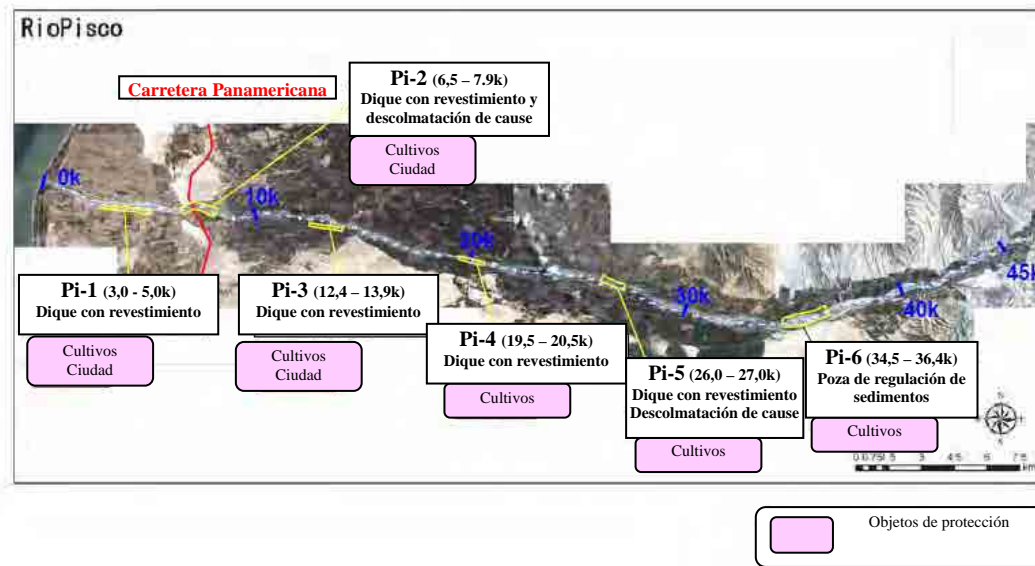 RioPisco
Carretera Panamericana
Pi-2 (6,5 – 7.9k)
Dique con revestimiento y
descolmatación de cause
Cultivos
Ciudad
0k
10k
20k
30k
40k
45k
Pi-1 (3,0 - 5,0k)
Dique con revestimiento
Cultivos
Ciudad
Pi-3 (12,4 – 13,9k)
Dique con revestimiento
Cultivos
Ciudad
Pi-4 (19,5 – 20,5k)
Dique con revestimiento
Cultivos
Pi-5 (26,0 – 27,0k)
Dique con revestimiento
Descolmatación de cause
Cultivos
Pi-6 (34,5 – 36,4k)
Poza de regulación de
sedimentos
Cultivos
Objetos de protección